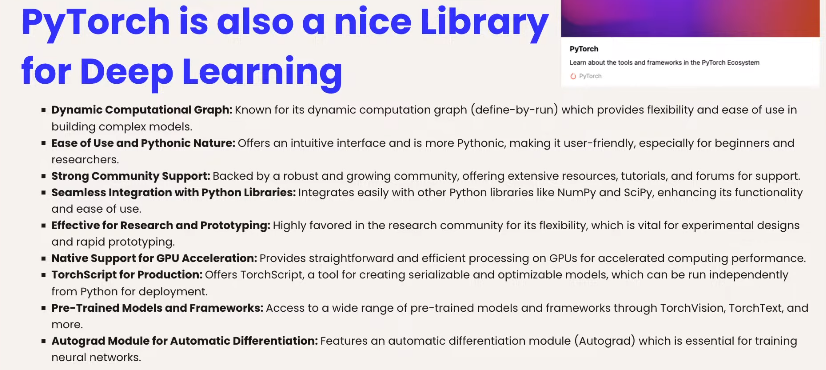 PyTorch is also a nice Library
for Deep Learning
PyTorch
Learn about the tools and frameworks in the PyTorch Ecosystem
PyTorch
▪ Dynamic Computational Graph: Known for its dynamic computation graph (define-by-run) which provides flexibility and ease of use in
building complex models.
▪ Ease of Use and Pythonic Nature: Offers an intuitive interface and is more Pythonic, making it user-friendly, especially for beginners and
researchers.
▪ Strong Community Support: Backed by a robust and growing community, offering extensive resources, tutorials, and forums for support.
▪ Seamless Integration with Python Libraries: Integrates easily with other Python libraries like NumPy and SciPy, enhancing its functionality
and ease of use.
▪ Effective for Research and Prototyping: Highly favored in the research community for its flexibility, which is vital for experimental designs
and rapid prototyping.
▪ Native Support for GPU Acceleration: Provides straightforward and efficient processing on GPUs for accelerated computing performance.
▪ TorchScript for Production: Offers TorchScript, a tool for creating serializable and optimizable models, which can be run independently
from Python for deployment.
▪ Pre-Trained Models and Frameworks: Access to a wide range of pre-trained models and frameworks through TorchVision, TorchText, and
more.
▪ Autograd Module for Automatic Differentiation: Features an automatic differentiation module (Autograd) which is essential for training
neural networks.